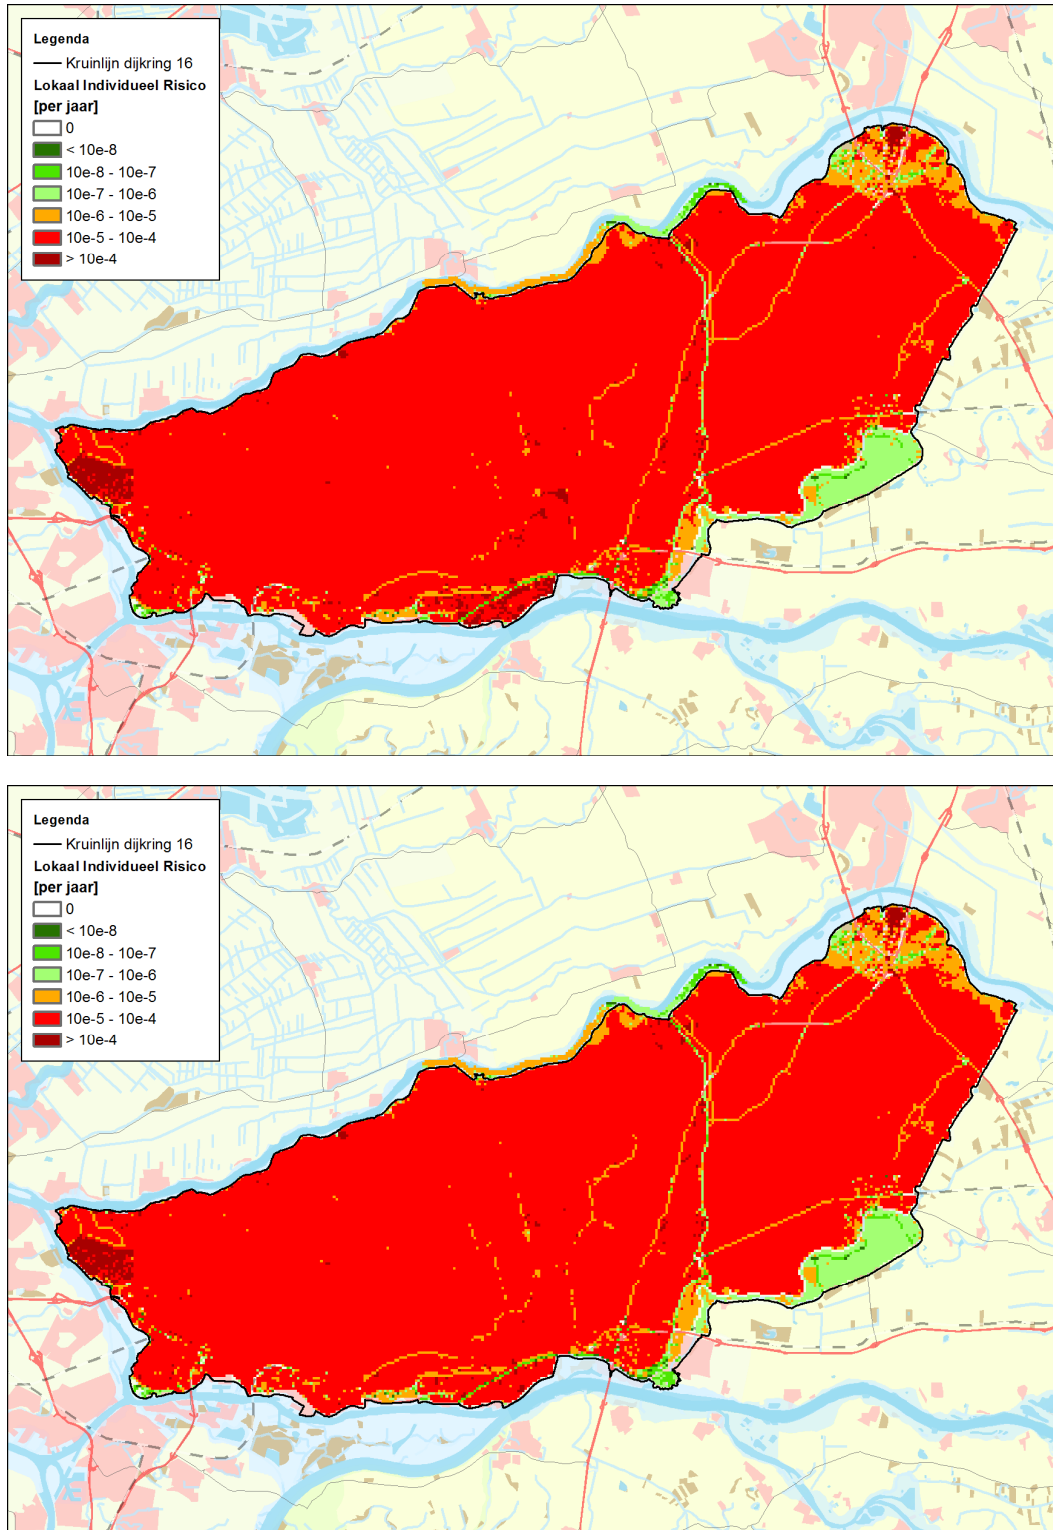 Legenda
Kruinlijn dijkring 16
Lokaal Individueel Risico
[per jaar]
0
< 10e-8
10e-8 - 10e-7
10e-7 - 10e-6
10e-6 - 10e-5
10e-5 - 10e-4
> 10e-4
Legenda
Kruinlijn dijkring 16
Lokaal Individueel Risico
[per jaar]
0
< 10e-8
10e-8 - 10e-7
10e-7 - 10e-6
10e-6 - 10e-5
10e-5 - 10e-4
> 10e-4